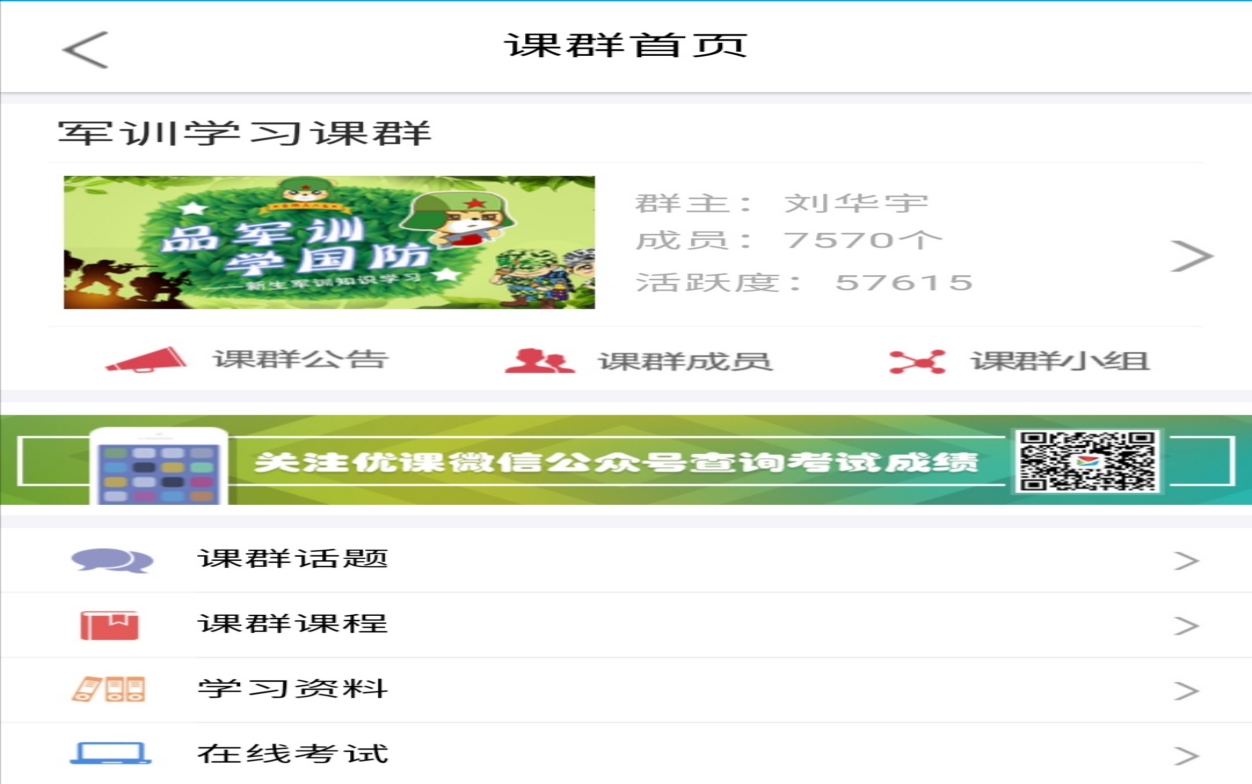 课群首页
军训学习课群
品军训
学国防
——新生军训知识学习
群主： 刘华宇
成员： 7570个
活跃度： 57615
课群公告
课群成员
课群小组
关注优课微信公众号查询考试成绩
课群话题
课群课程
学习资料
在线考试